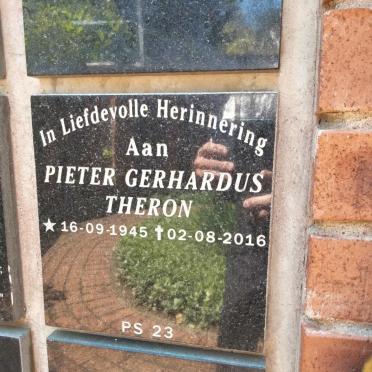 In Liefdevolle Herinnering
Aan
PIETER GERHARDUS
THERON
★ 16-09-1945 ✝ 02-08-2016
PS 23